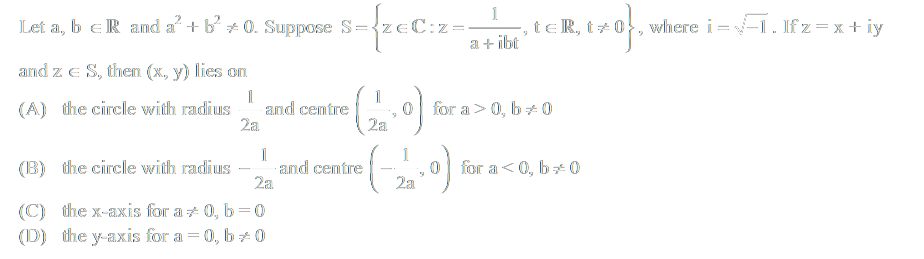 Let a, b ∈ ℝ and a² + b² ≠ 0. Suppose S = {z ∈ ℂ : z = 1/(a + ibt), t ∈ ℝ, t ≠ 0}, where i = √−1. If z = x + iy
and z ∈ S, then (x, y) lies on
(A) the circle with radius 1/2a and centre (1/2a, 0) for a > 0, b ≠ 0
(B) the circle with radius −1/2a and centre (−1/2a, 0) for a < 0, b ≠ 0
(C) the x-axis for a ≠ 0, b = 0
(D) the y-axis for a = 0, b ≠ 0